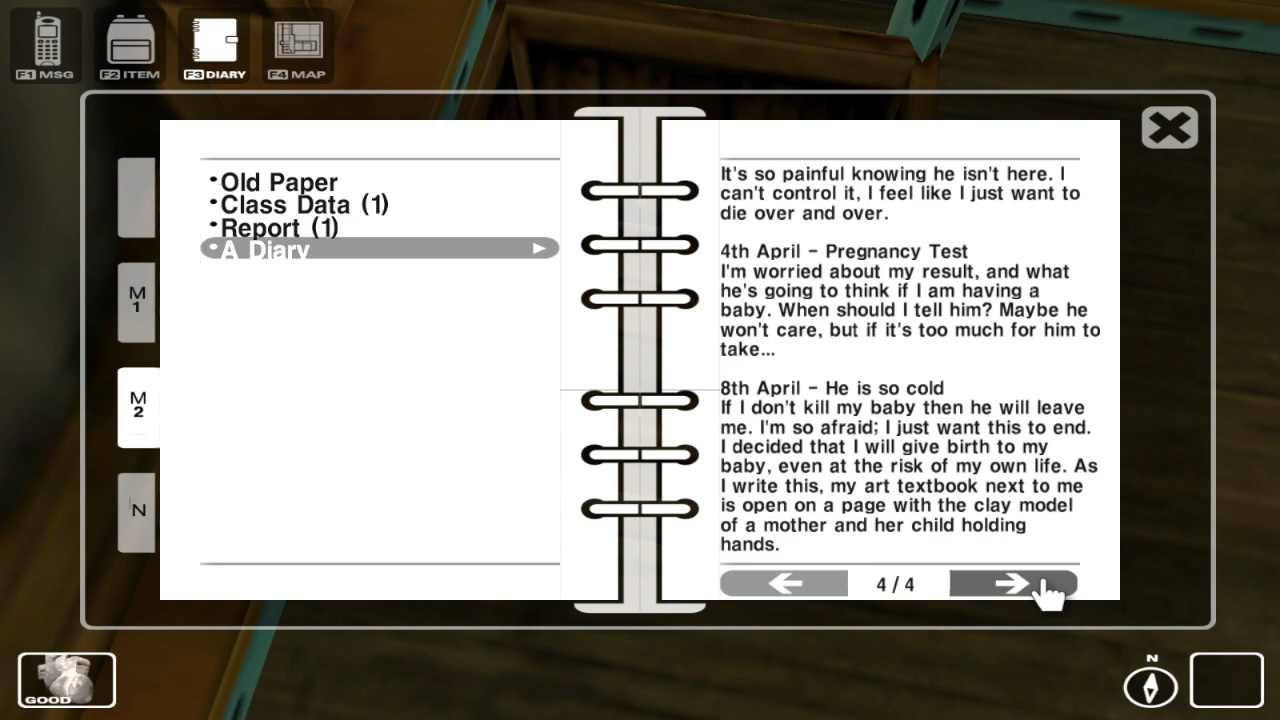 F1 MSG
F2 ITEM
F3 DIARY
F4 MAP
M
1
M
2
N
•Old Paper
•Class Data (1)
•Report (1)
•A Diary
It's so painful knowing he isn't here. I
can't control it, I feel like I just want to
die over and over.
4th April - Pregnancy Test
I'm worried about my result, and what
he's going to think if I am having a
baby. When should I tell him? Maybe he
won't care, but if it's too much for him to
take...
8th April - He is so cold
If I don't kill my baby then he will leave
me. I'm so afraid; I just want this to end.
I decided that I will give birth to my
baby, even at the risk of my own life. As
I write this, my art textbook next to me
is open on a page with the clay model
of a mother and her child holding
hands.
4 / 4
GOOD
N